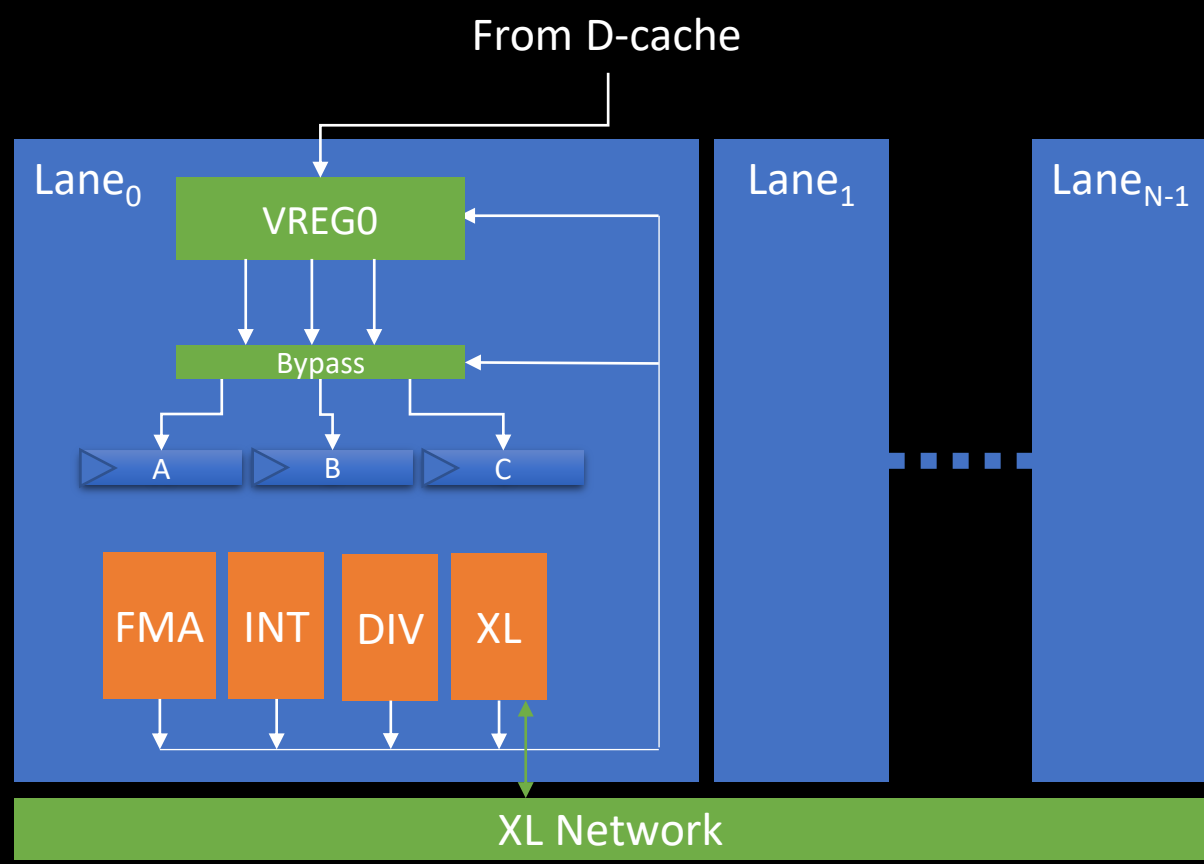 From D-cache
Lane₀
Lane₁
Laneₙ₋₁
VREG0
Bypass
A
B
C
FMA
INT
DIV
XL
XL Network